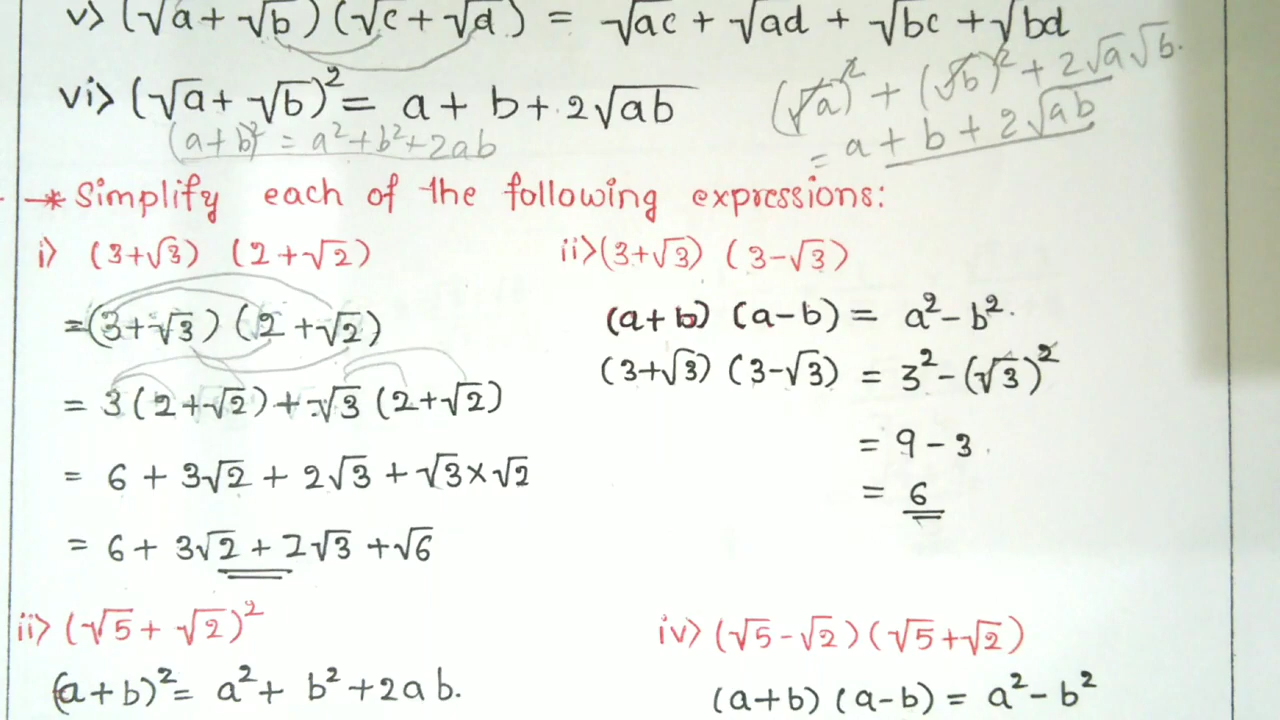 v> (√a + √b) (√c + √d) = √ac + √ad + √bc + √bd
vi> (√a + √b)² = a + b + 2√ab
(√a)² + (√b)² + 2√a√b.
= a + b + 2√ab
(a+b)² = a²+b²+2ab
→* Simplify each of the following expressions:
i> (3+√3) (2+√2)
=(3+√3) (2+√2)
= 3(2+√2)+√3 (2+√2)
= 6 + 3√2 + 2√3 + √3×√2
= 6 + 3√2 + 2√3 +√6
ii>(3+√3) (3-√3)
(a+b) (a-b) = a²-b².
(3+√3) (3-√3) = 3²-(√3)²
= 9 - 3.
= 6
ii> (√5 + √2)²
(a+b)² = a² + b² +2ab.
iv> (√5-√2)(√5+√2)
(a+b) (a-b) = a²-b²